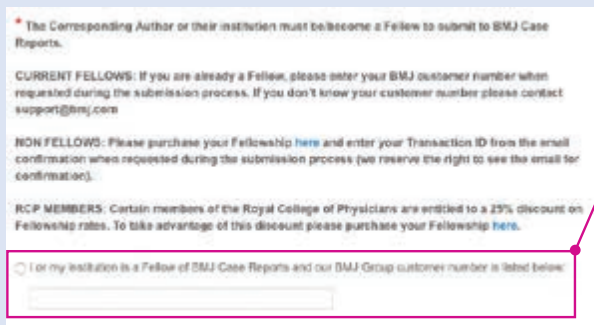 * The Corresponding Author or their institution must be/become a Fellow to submit to BMJ Case
Reports.
CURRENT FELLOWS: If you are already a Fellow, please enter your BMJ customer number when
requested during the submission process. If you don't know your customer number please contact
support@bmj.com
NON FELLOWS: Please purchase your Fellowship here and enter your Transaction ID from the email
confirmation when requested during the submission process (we reserve the right to see the email for
confirmation).
RCP MEMBERS: Certain members of the Royal College of Physicians are entitled to a 25% discount on
Fellowship rates. To take advantage of this discount please purchase your Fellowship here.
I or my institution is a Fellow of BMJ Case Reports and our BMJ Group customer number is listed below: